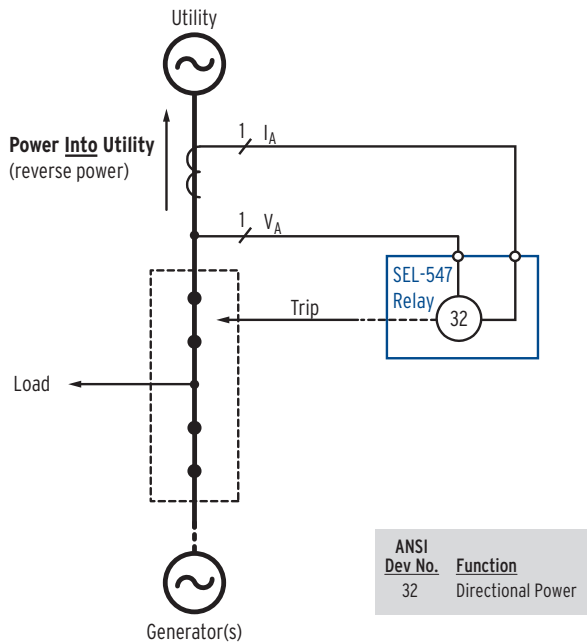 Utility
Power Into Utility
(reverse power)
1 I_A
1 V_A
SEL-547
Relay
32
Trip
Load
Generator(s)
ANSI
Dev No. Function
32 Directional Power